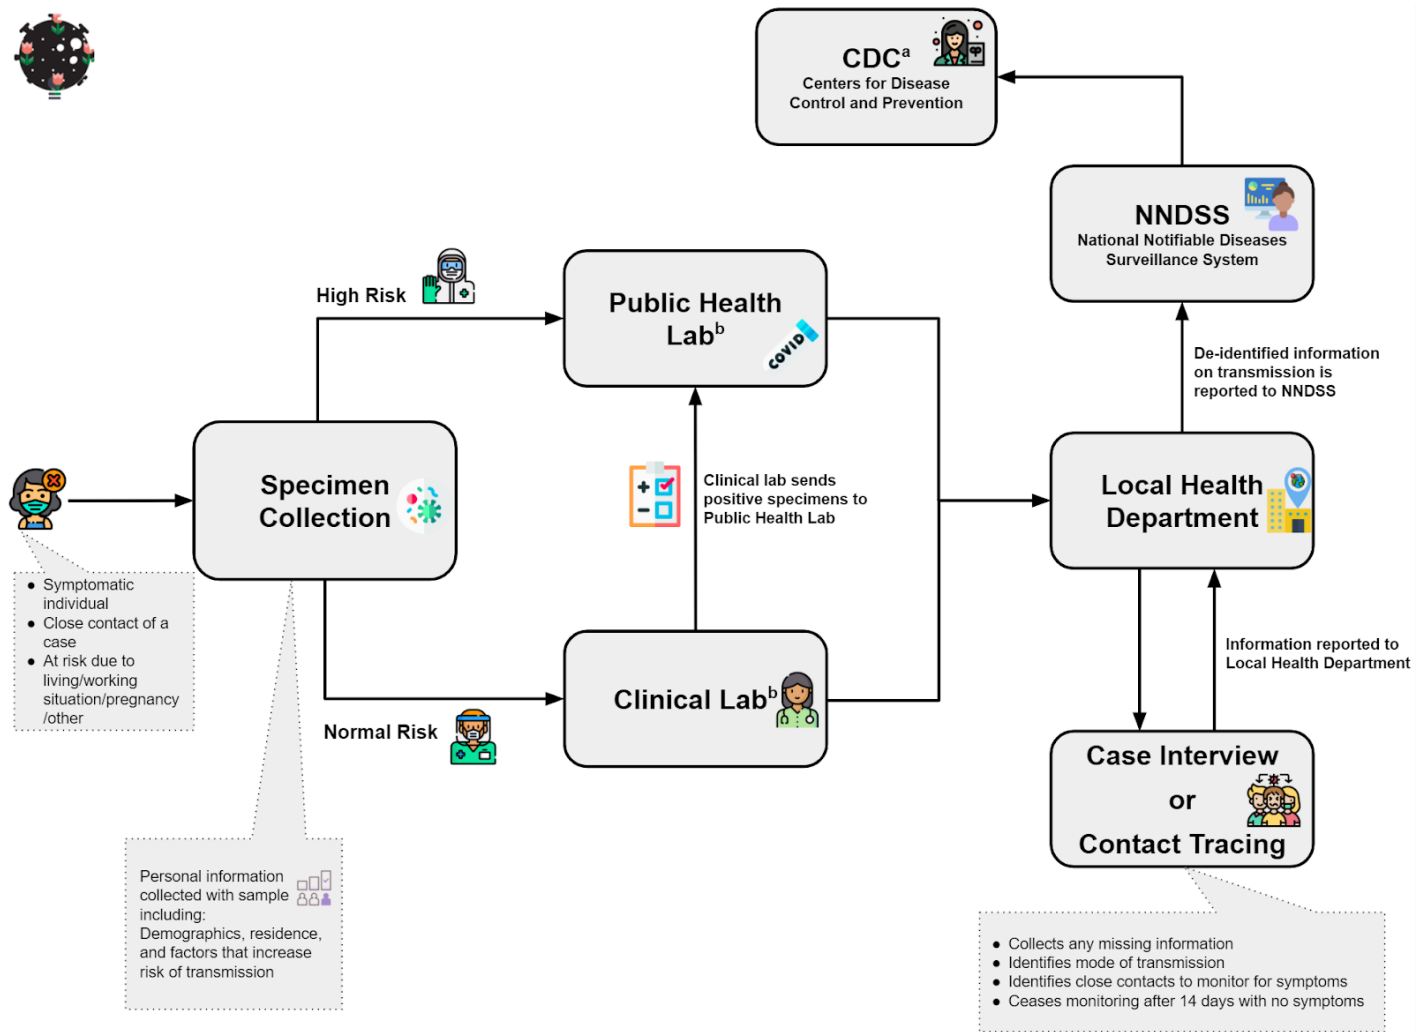 CDCᵃ
Centers for Disease
Control and Prevention
NNDSS
National Notifiable Diseases
Surveillance System
High Risk
Public Health
Labᵇ
COVID
De-identified information
on transmission is
reported to NNDSS
Specimen
Collection
Clinical lab sends
positive specimens to
Public Health Lab
Local Health
Department
● Symptomatic
individual
● Close contact of a
case
● At risk due to
living/working
situation/pregnancy
/other
Information reported to
Local Health Department
Clinical Labᵇ
Normal Risk
Case Interview
or
Contact Tracing
Personal information
collected with sample
including:
Demographics, residence,
and factors that increase
risk of transmission
● Collects any missing information
● Identifies mode of transmission
● Identifies close contacts to monitor for symptoms
● Ceases monitoring after 14 days with no symptoms